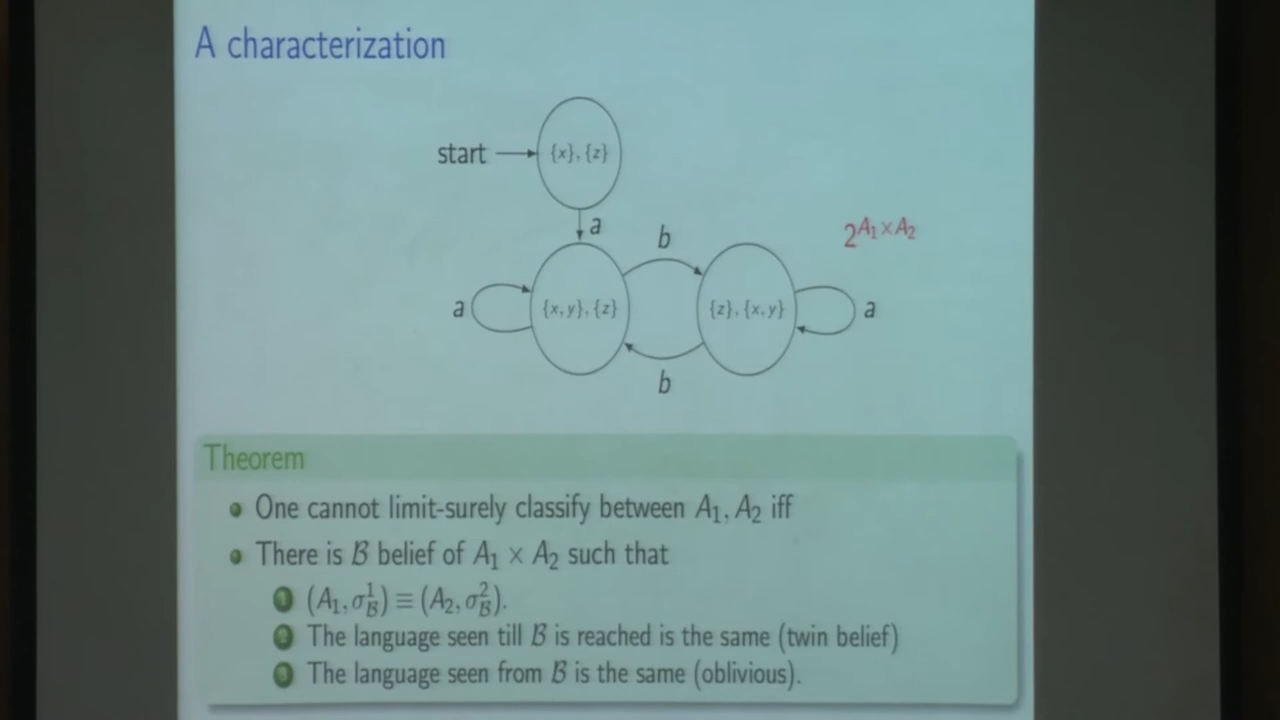 A characterization
start
{x}, {z}
a
b
2^{A_1×A_2}
a
{x, y}, {z}
{z}, {x, y}
a
b
Theorem
One cannot limit-surely classify between A₁, A₂ iff
There is ℬ belief of A₁ × A₂ such that
1 (A₁, σ¹_ℬ) ≡ (A₂, σ²_ℬ).
2 The language seen till ℬ is reached is the same (twin belief)
3 The language seen from ℬ is the same (oblivious).